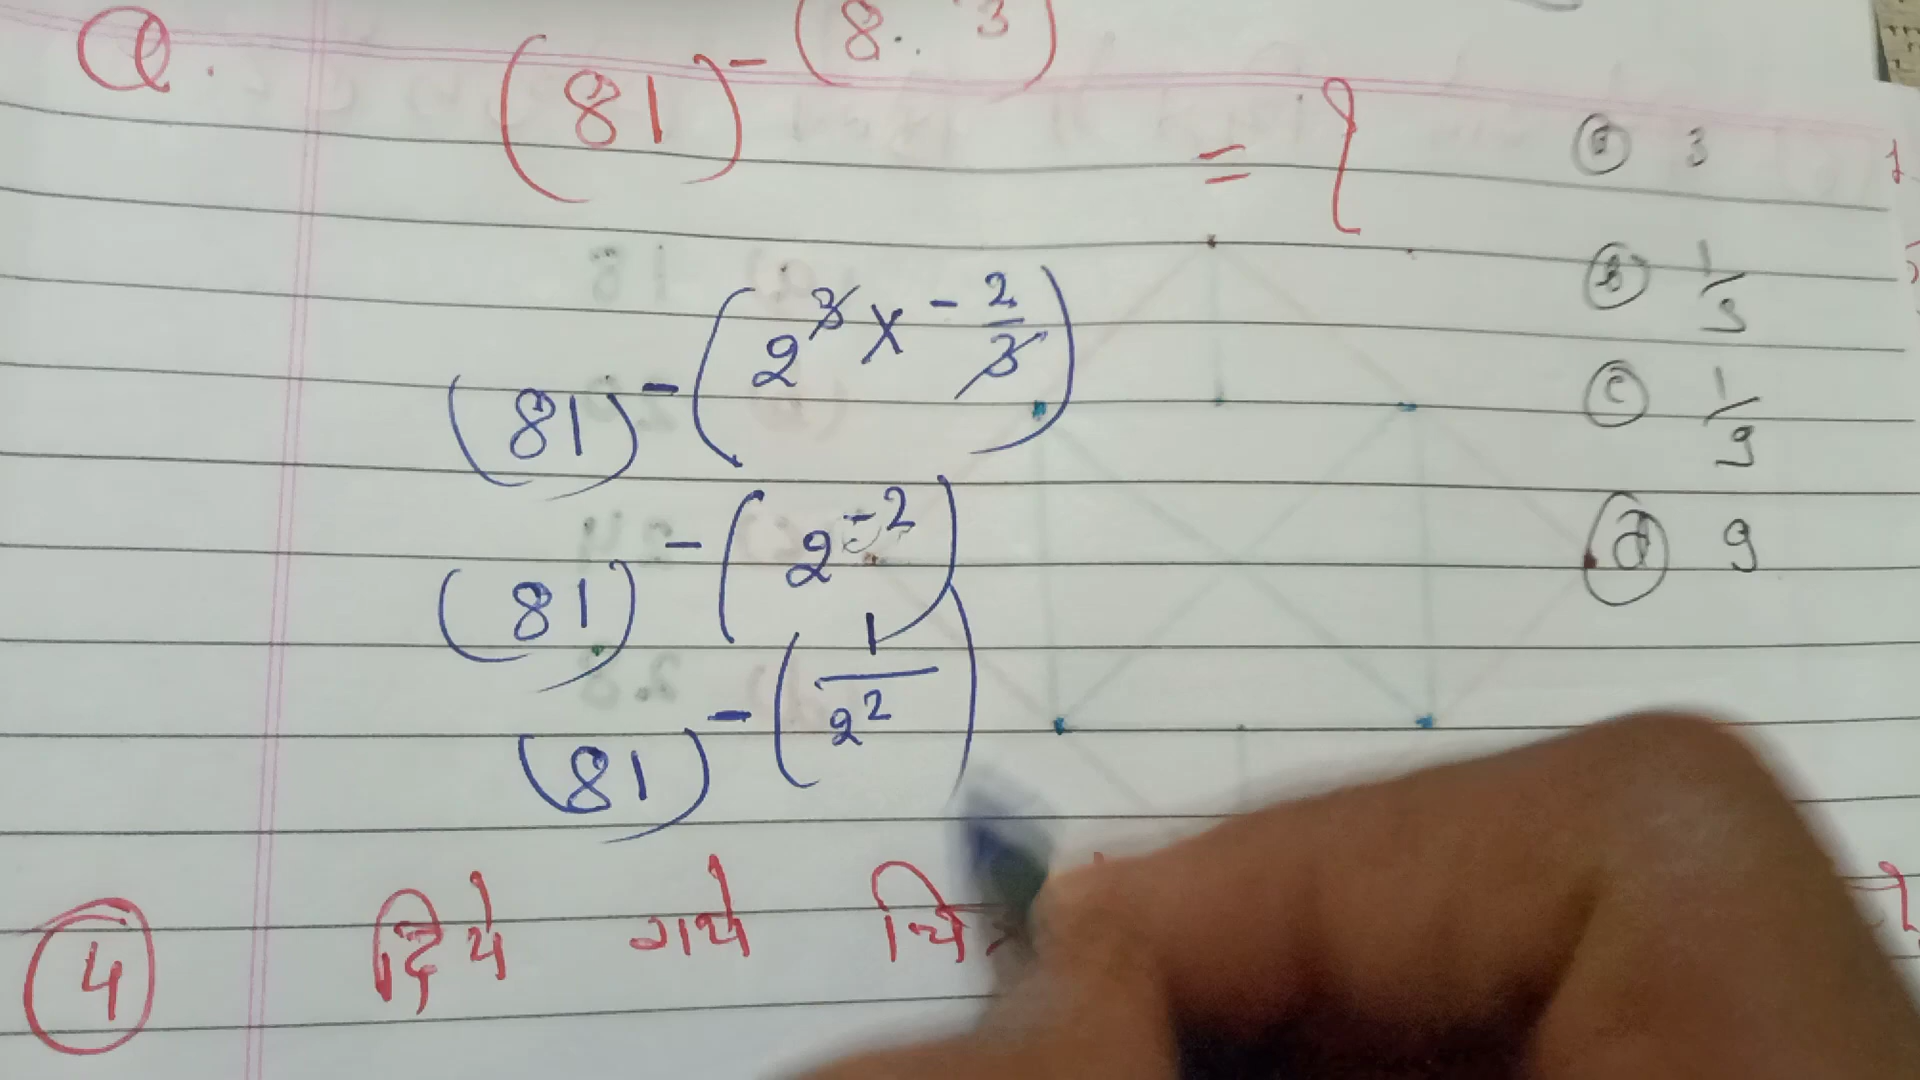 Q. (81)^-(8.. 3) = ?
(a) 3
(B) 1/3
(81)^-(2^3 x -2/3)
(c) 1/9
(81)^-(2^-2)
(d) 9
(81)^-(1/2^2)
(4) दिये गये चित्र